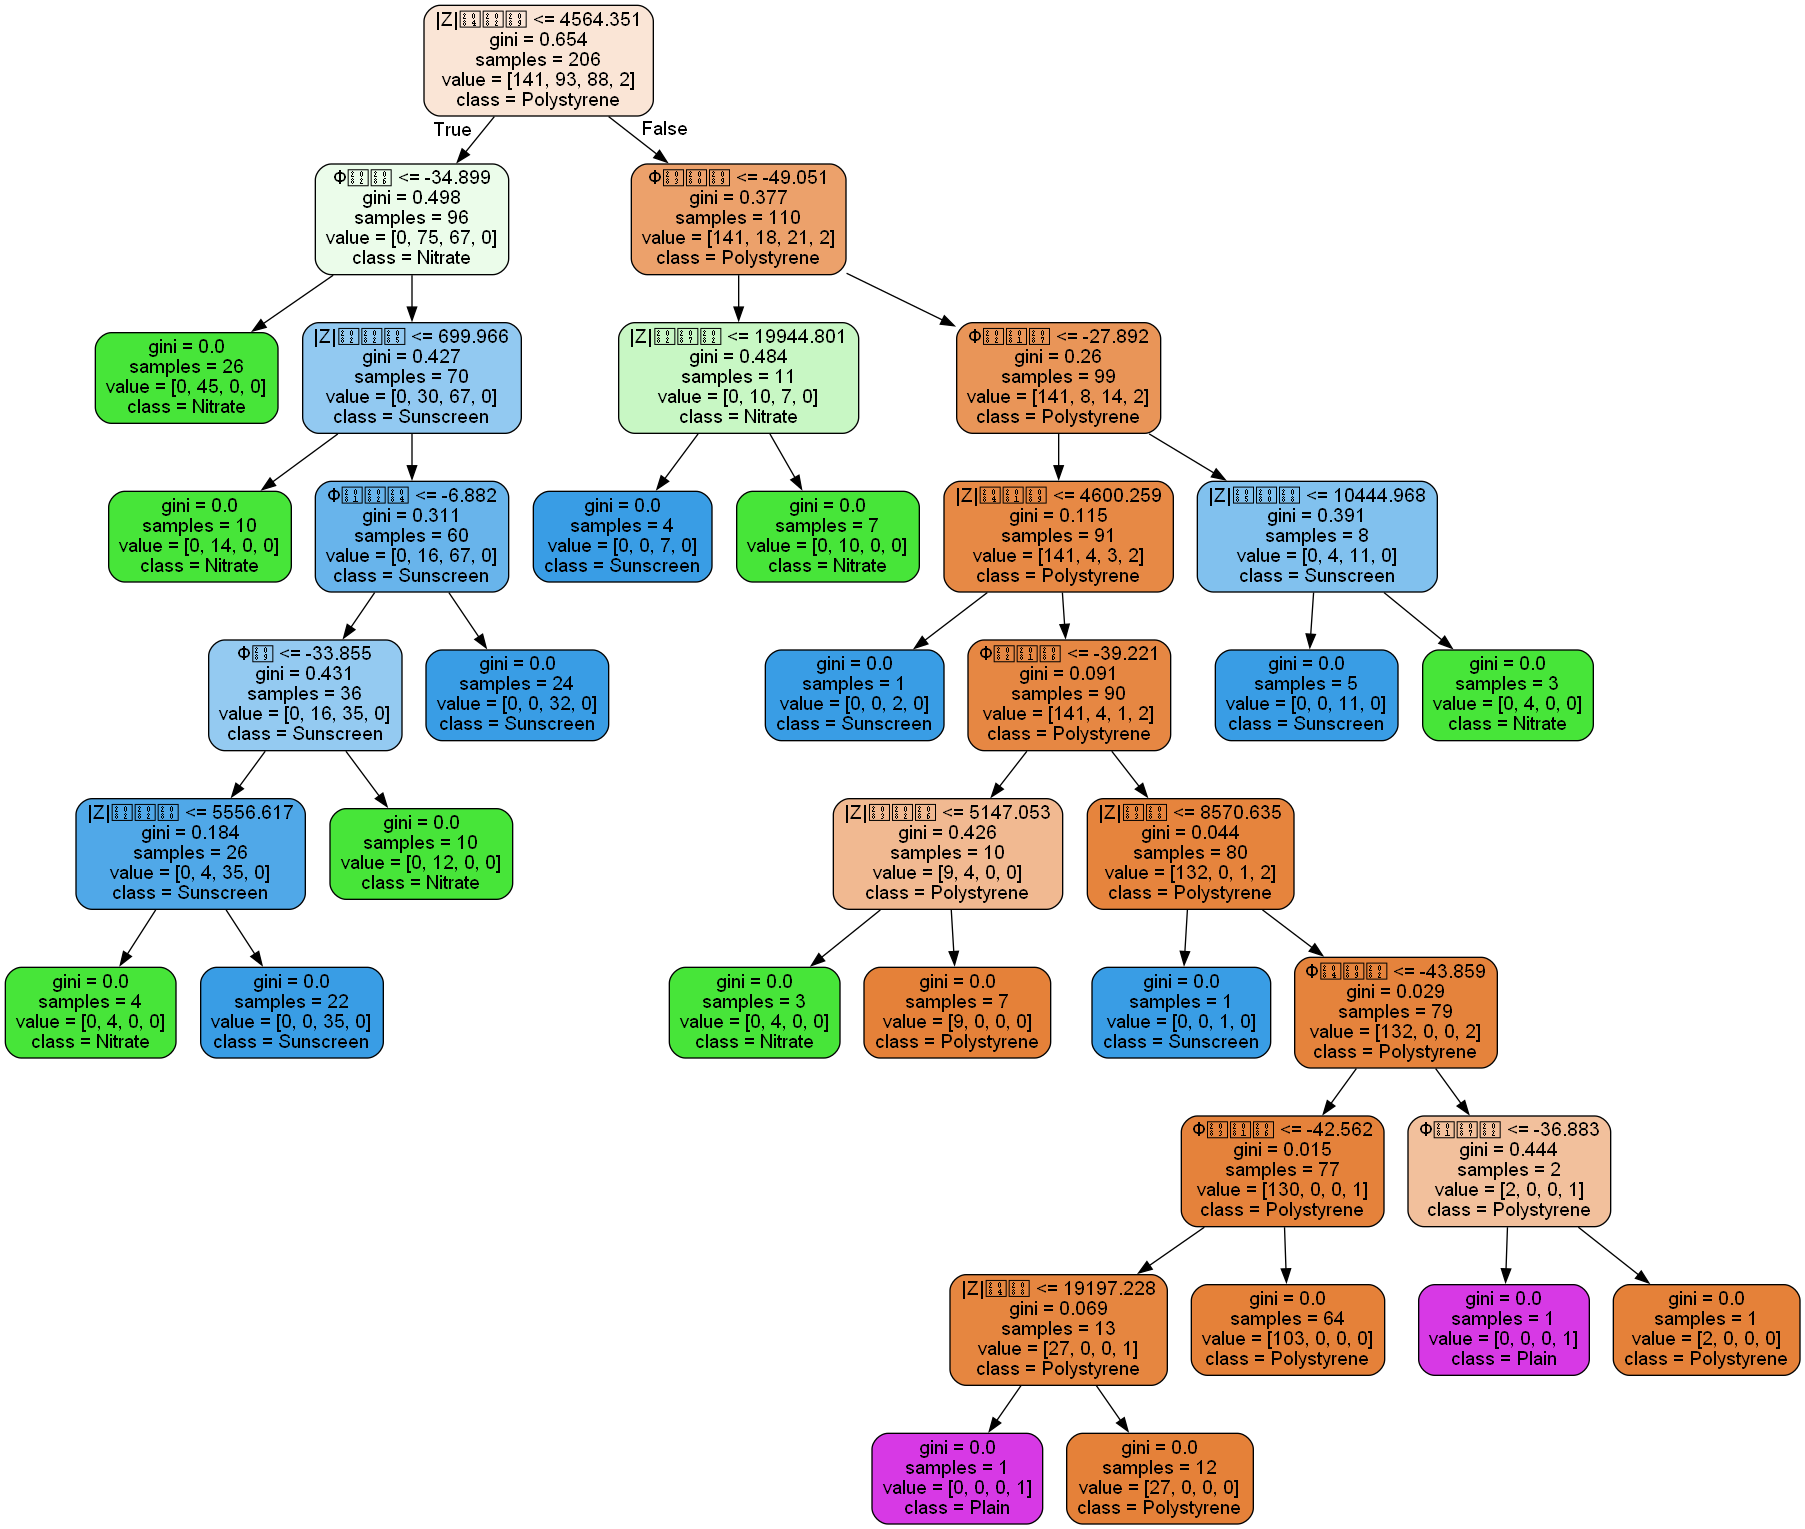 |Z| <= 4564.351
gini = 0.654
samples = 206
value = [141, 93, 88, 2]
class = Polystyrene
True
False
Φ <= -34.899
gini = 0.498
samples = 96
value = [0, 75, 67, 0]
class = Nitrate
Φ <= -49.051
gini = 0.377
samples = 110
value = [141, 18, 21, 2]
class = Polystyrene
gini = 0.0
samples = 26
value = [0, 45, 0, 0]
class = Nitrate
|Z| <= 699.966
gini = 0.427
samples = 70
value = [0, 30, 67, 0]
class = Sunscreen
|Z| <= 19944.801
gini = 0.484
samples = 11
value = [0, 10, 7, 0]
class = Nitrate
Φ <= -27.892
gini = 0.26
samples = 99
value = [141, 8, 14, 2]
class = Polystyrene
gini = 0.0
samples = 10
value = [0, 14, 0, 0]
class = Nitrate
Φ <= -6.882
gini = 0.311
samples = 60
value = [0, 16, 67, 0]
class = Sunscreen
gini = 0.0
samples = 4
value = [0, 0, 7, 0]
class = Sunscreen
gini = 0.0
samples = 7
value = [0, 10, 0, 0]
class = Nitrate
|Z| <= 4600.259
gini = 0.115
samples = 91
value = [141, 4, 3, 2]
class = Polystyrene
|Z| <= 10444.968
gini = 0.391
samples = 8
value = [0, 4, 11, 0]
class = Sunscreen
Φ <= -33.855
gini = 0.431
samples = 36
value = [0, 16, 35, 0]
class = Sunscreen
gini = 0.0
samples = 24
value = [0, 0, 32, 0]
class = Sunscreen
gini = 0.0
samples = 1
value = [0, 0, 2, 0]
class = Sunscreen
Φ <= -39.221
gini = 0.091
samples = 90
value = [141, 4, 1, 2]
class = Polystyrene
gini = 0.0
samples = 5
value = [0, 0, 11, 0]
class = Sunscreen
gini = 0.0
samples = 3
value = [0, 4, 0, 0]
class = Nitrate
|Z| <= 5556.617
gini = 0.184
samples = 26
value = [0, 4, 35, 0]
class = Sunscreen
gini = 0.0
samples = 10
value = [0, 12, 0, 0]
class = Nitrate
|Z| <= 5147.053
gini = 0.426
samples = 10
value = [9, 4, 0, 0]
class = Polystyrene
|Z| <= 8570.635
gini = 0.044
samples = 80
value = [132, 0, 1, 2]
class = Polystyrene
gini = 0.0
samples = 4
value = [0, 4, 0, 0]
class = Nitrate
gini = 0.0
samples = 22
value = [0, 0, 35, 0]
class = Sunscreen
gini = 0.0
samples = 3
value = [0, 4, 0, 0]
class = Nitrate
gini = 0.0
samples = 7
value = [9, 0, 0, 0]
class = Polystyrene
gini = 0.0
samples = 1
value = [0, 0, 1, 0]
class = Sunscreen
Φ <= -43.859
gini = 0.029
samples = 79
value = [132, 0, 0, 2]
class = Polystyrene
Φ <= -42.562
gini = 0.015
samples = 77
value = [130, 0, 0, 1]
class = Polystyrene
Φ <= -36.883
gini = 0.444
samples = 2
value = [2, 0, 0, 1]
class = Polystyrene
|Z| <= 19197.228
gini = 0.069
samples = 13
value = [27, 0, 0, 1]
class = Polystyrene
gini = 0.0
samples = 64
value = [103, 0, 0, 0]
class = Polystyrene
gini = 0.0
samples = 1
value = [0, 0, 0, 1]
class = Plain
gini = 0.0
samples = 1
value = [2, 0, 0, 0]
class = Polystyrene
gini = 0.0
samples = 1
value = [0, 0, 0, 1]
class = Plain
gini = 0.0
samples = 12
value = [27, 0, 0, 0]
class = Polystyrene